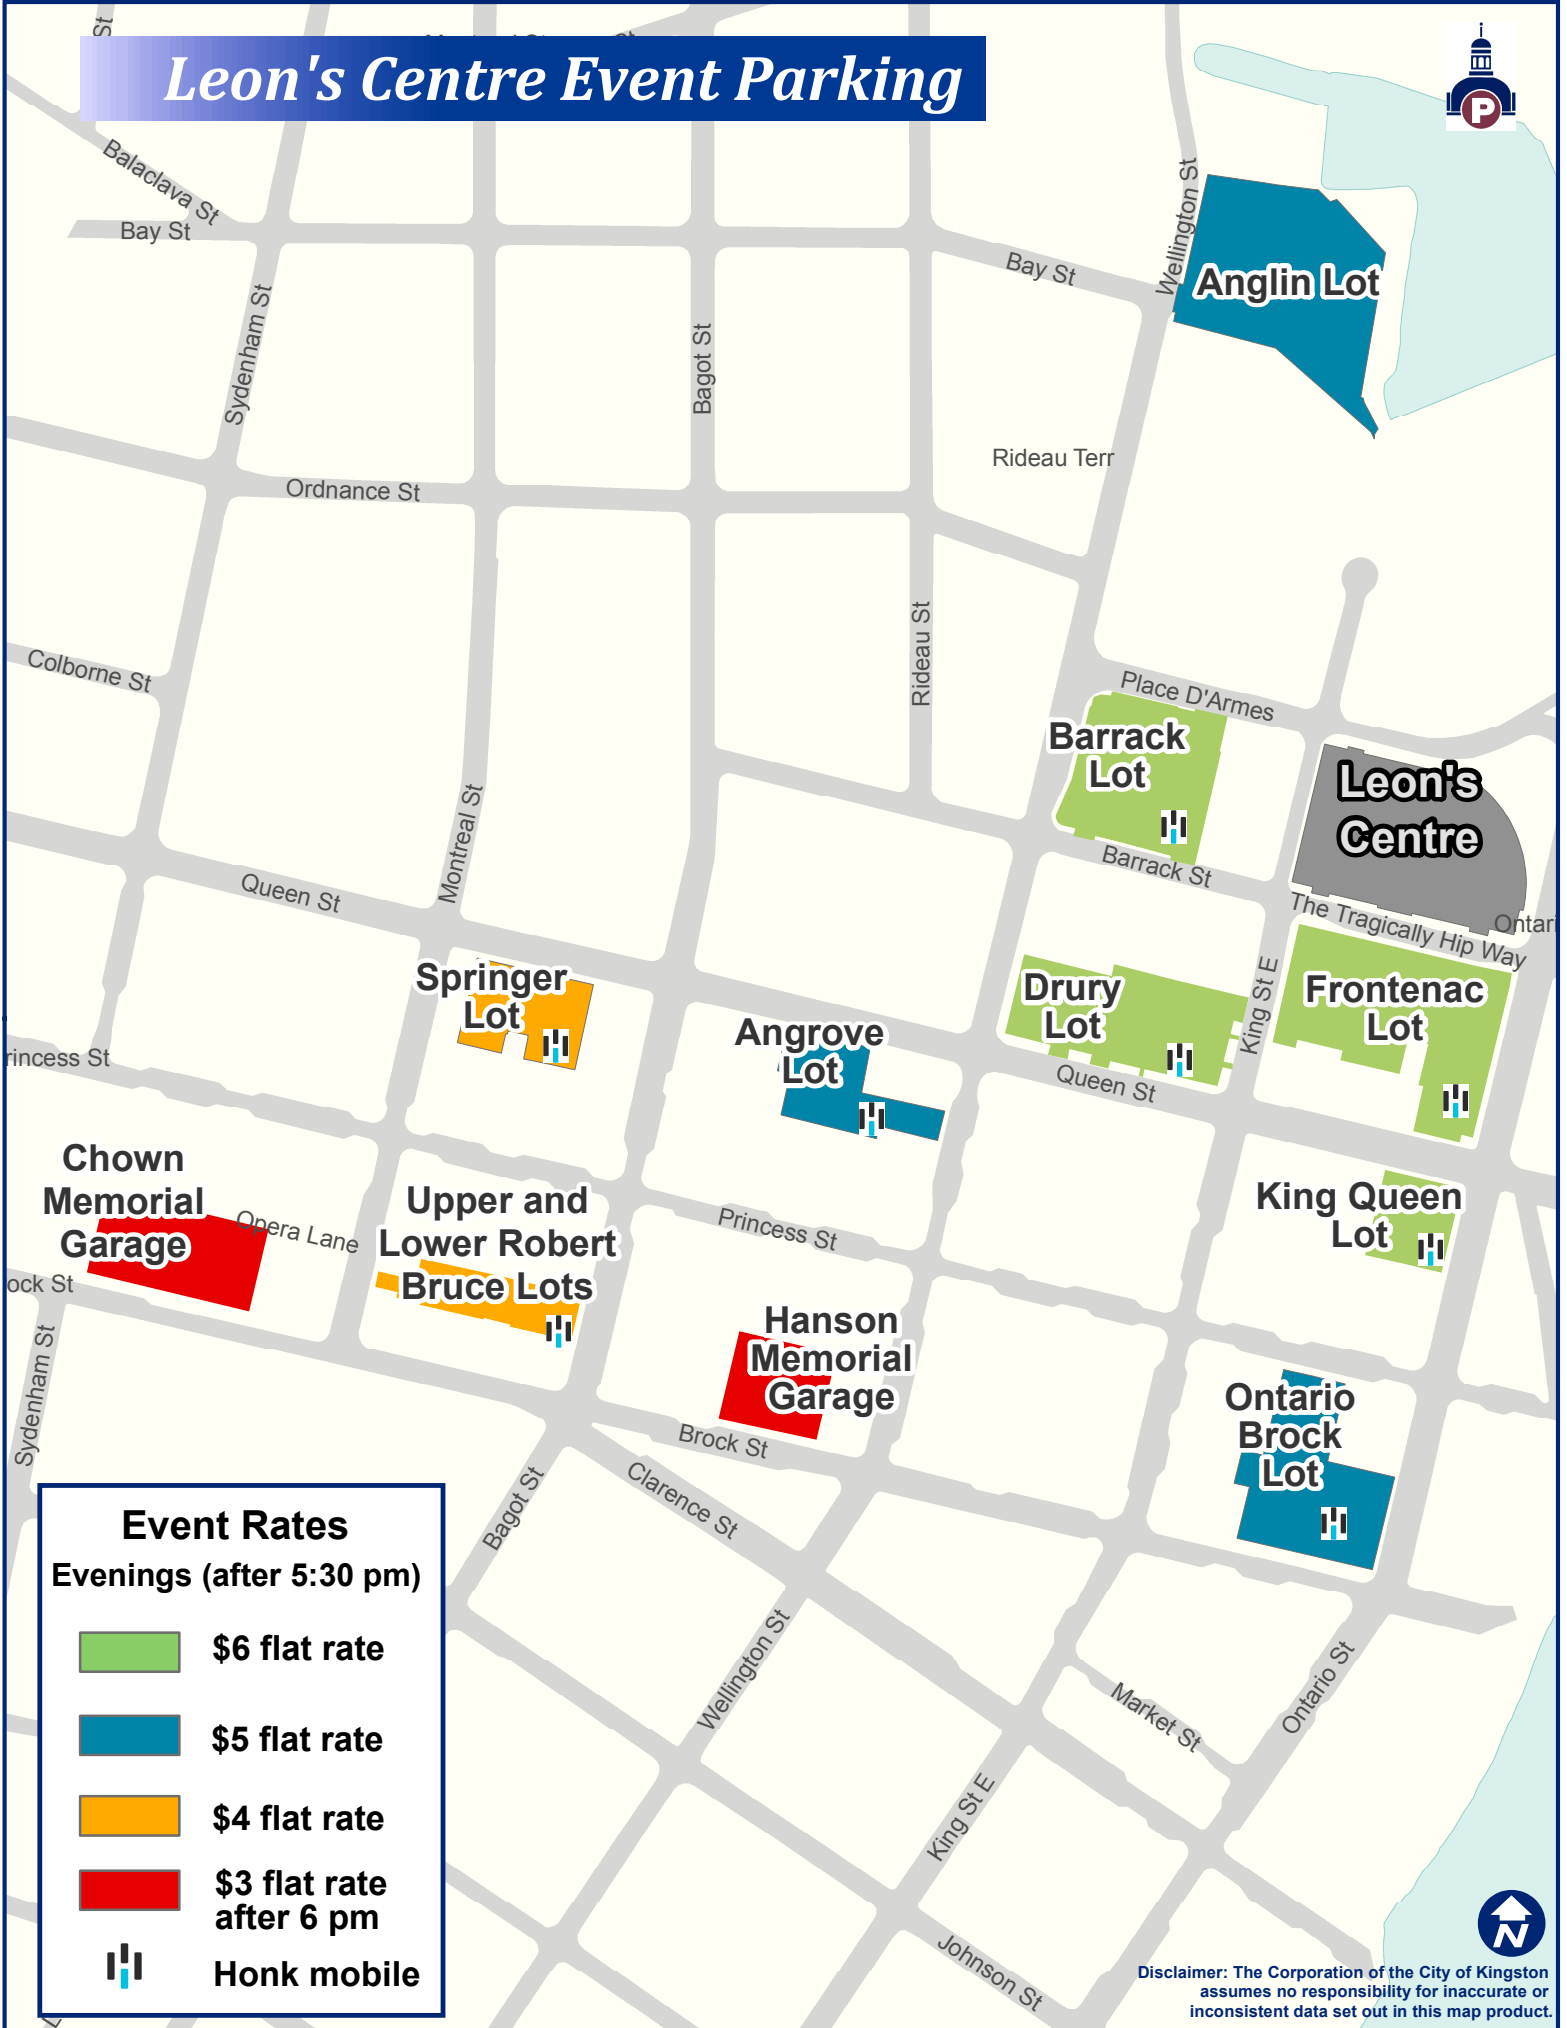 St
Leon's Centre Event Parking
P
Balaclava St
Bay St
Bay St
Wellington St
Anglin Lot
Sydenham St
Bagot St
Rideau Terr
Ordnance St
Rideau St
Colborne St
Place D'Armes
Barrack
Lot
Leon's
Centre
Montreal St
Barrack St
Queen St
The Tragically Hip Way
Ontari
Springer
Lot
Drury
Lot
King St E
Frontenac
Lot
Angrove
Lot
rincess St
Queen St
Chown
Memorial
Garage
Opera Lane
Upper and
Lower Robert
Bruce Lots
Princess St
King Queen
Lot
ock St
Sydenham St
Hanson
Memorial
Garage
Ontario
Brock
Lot
Brock St
Clarence St
Bagot St
Event Rates
Evenings (after 5:30 pm)
$6 flat rate
$5 flat rate
$4 flat rate
$3 flat rate
after 6 pm
Honk mobile
Wellington St
Market St
Ontario St
King St E
Johnson St
N
Disclaimer: The Corporation of the City of Kingston
assumes no responsibility for inaccurate or
inconsistent data set out in this map product.